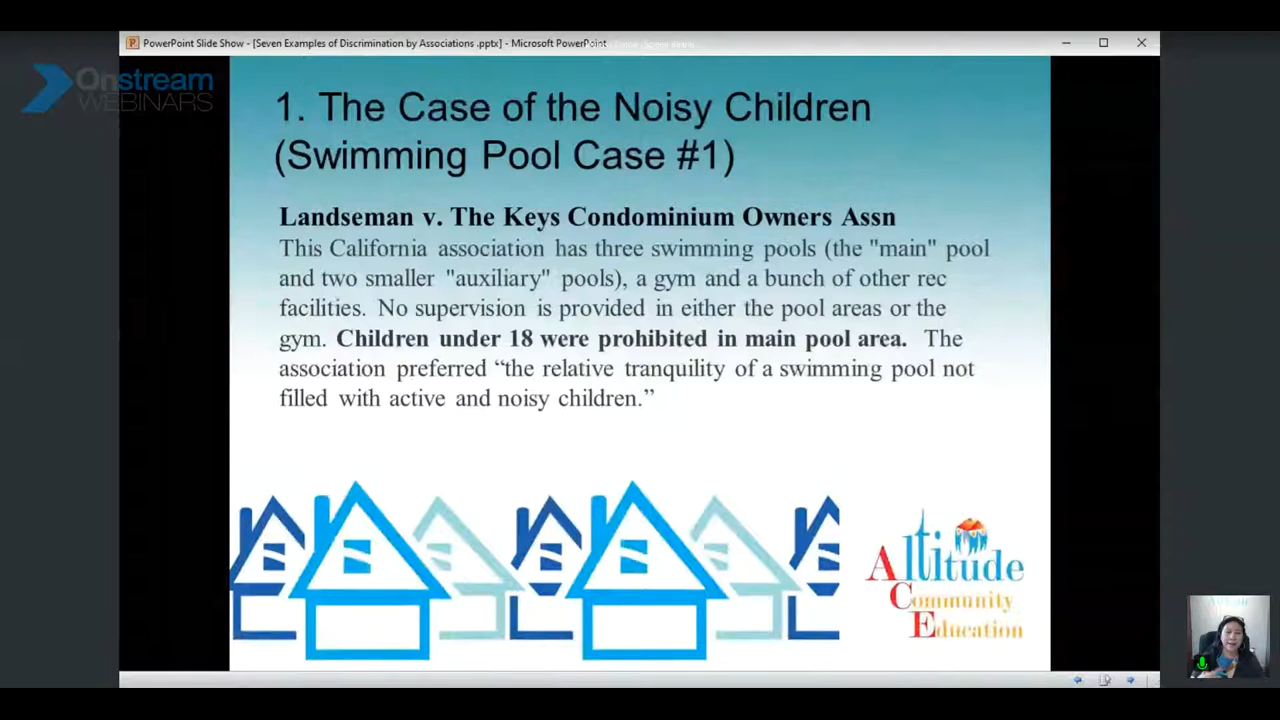 PowerPoint Slide Show - [Seven Examples of Discrimination by Associations .pptx] - Microsoft PowerPoint
Onstream
WEBINARS
1. The Case of the Noisy Children
(Swimming Pool Case #1)
Landseman v. The Keys Condominium Owners Assn
This California association has three swimming pools (the "main" pool
and two smaller "auxiliary" pools), a gym and a bunch of other rec
facilities. No supervision is provided in either the pool areas or the
gym. Children under 18 were prohibited in main pool area. The
association preferred “the relative tranquility of a swimming pool not
filled with active and noisy children.”
Altitude
Community
Education